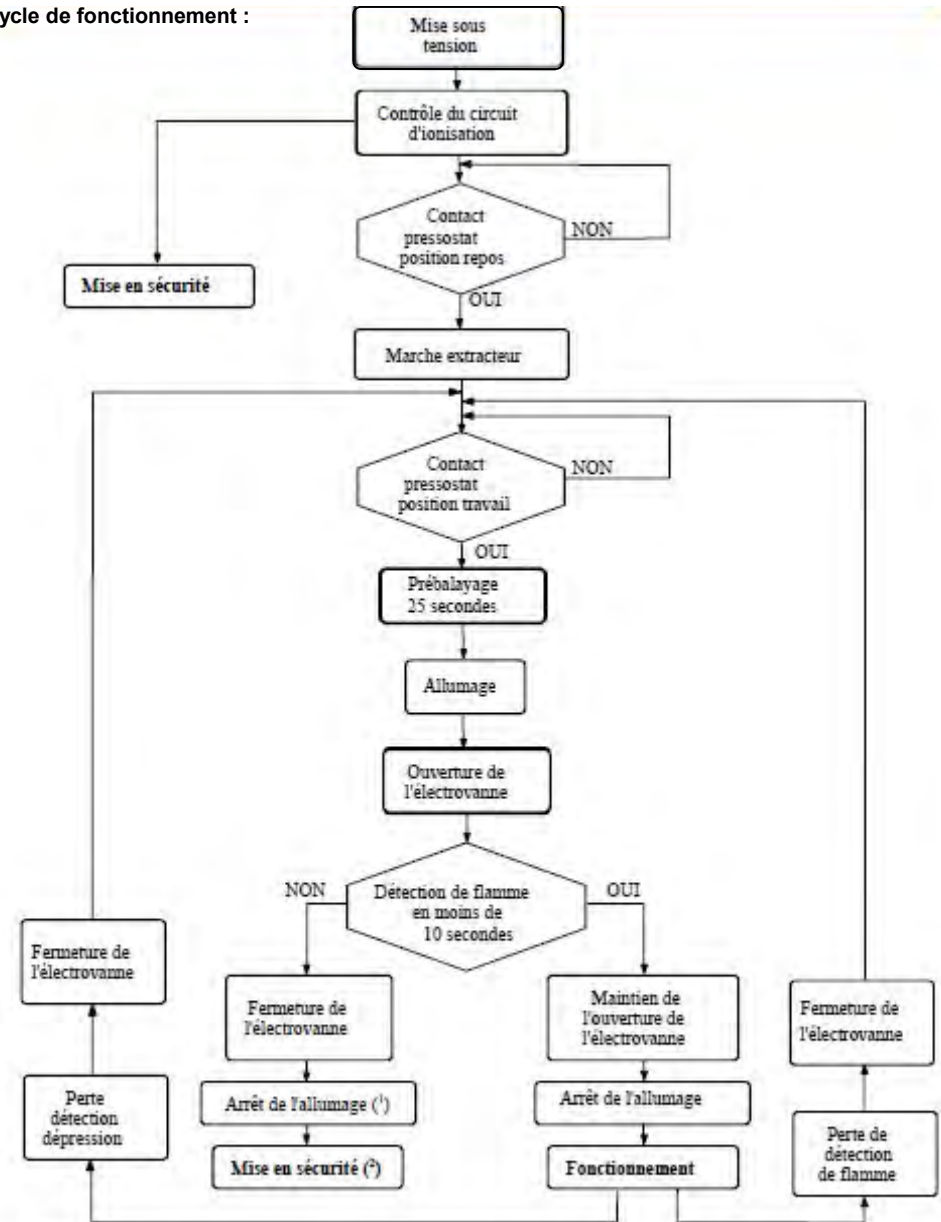 ycle de fonctionnement :
Mise sous
tension
Contrôle du circuit
d'ionisation
Contact
pressostat
position repos
NON
Mise en sécurité
OUI
Marche extracteur
Contact
pressostat
position travail
NON
OUI
Prébalayage
25 secondes
Allumage
Ouverture de
l'électrovanne
NON
Détection de flamme
en moins de
10 secondes
OUI
Fermeture de
l'électrovanne
Fermeture de
l'électrovanne
Maintien de
l'ouverture de
l'électrovanne
Fermeture de
l'électrovanne
Perte
détection
dépression
Arrêt de l'allumage (¹)
Arrêt de l'allumage
Perte de
détection
de flamme
Mise en sécurité (²)
Fonctionnement